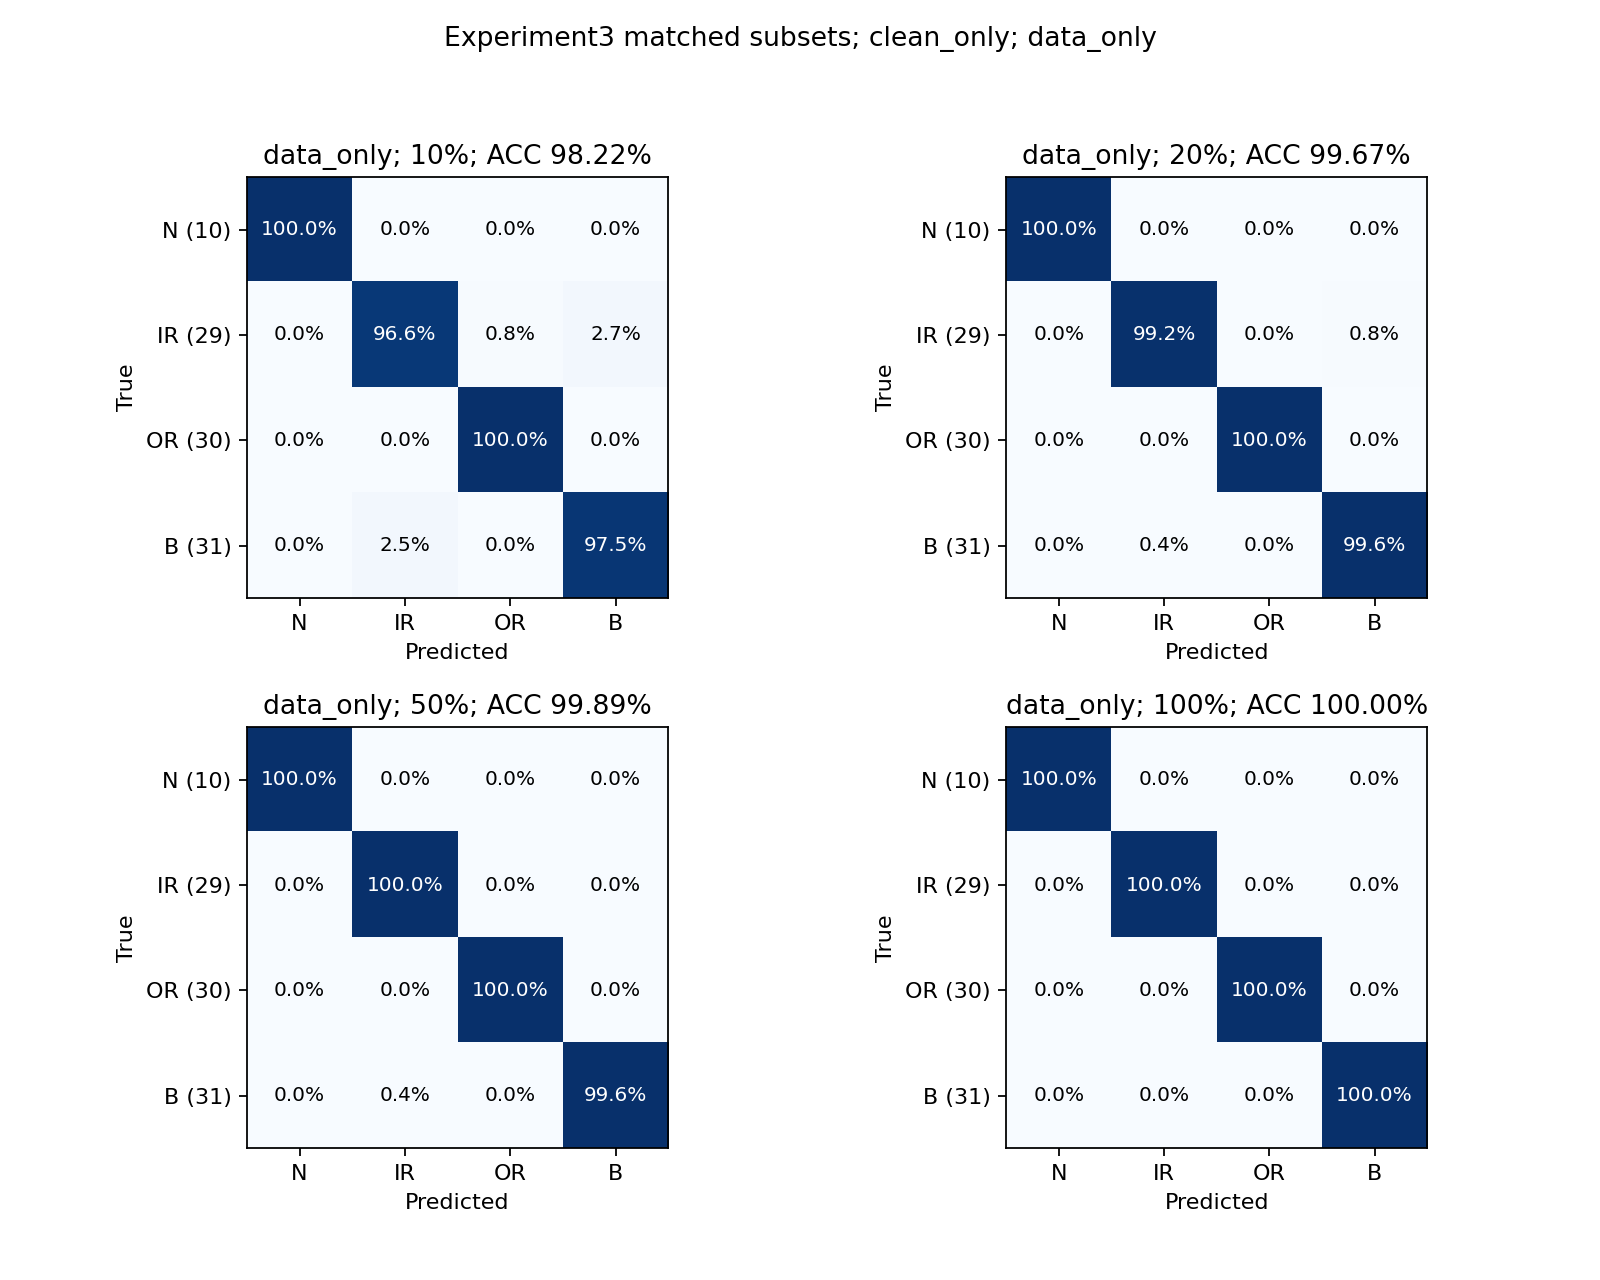 Experiment3 matched subsets; clean_only; data_only
data_only; 10%; ACC 98.22%
True
N (10) 100.0% 0.0% 0.0% 0.0%
IR (29) 0.0% 96.6% 0.8% 2.7%
OR (30) 0.0% 0.0% 100.0% 0.0%
B (31) 0.0% 2.5% 0.0% 97.5%
N IR OR B
Predicted
data_only; 20%; ACC 99.67%
True
N (10) 100.0% 0.0% 0.0% 0.0%
IR (29) 0.0% 99.2% 0.0% 0.8%
OR (30) 0.0% 0.0% 100.0% 0.0%
B (31) 0.0% 0.4% 0.0% 99.6%
N IR OR B
Predicted
data_only; 50%; ACC 99.89%
True
N (10) 100.0% 0.0% 0.0% 0.0%
IR (29) 0.0% 100.0% 0.0% 0.0%
OR (30) 0.0% 0.0% 100.0% 0.0%
B (31) 0.0% 0.4% 0.0% 99.6%
N IR OR B
Predicted
data_only; 100%; ACC 100.00%
True
N (10) 100.0% 0.0% 0.0% 0.0%
IR (29) 0.0% 100.0% 0.0% 0.0%
OR (30) 0.0% 0.0% 100.0% 0.0%
B (31) 0.0% 0.0% 0.0% 100.0%
N IR OR B
Predicted